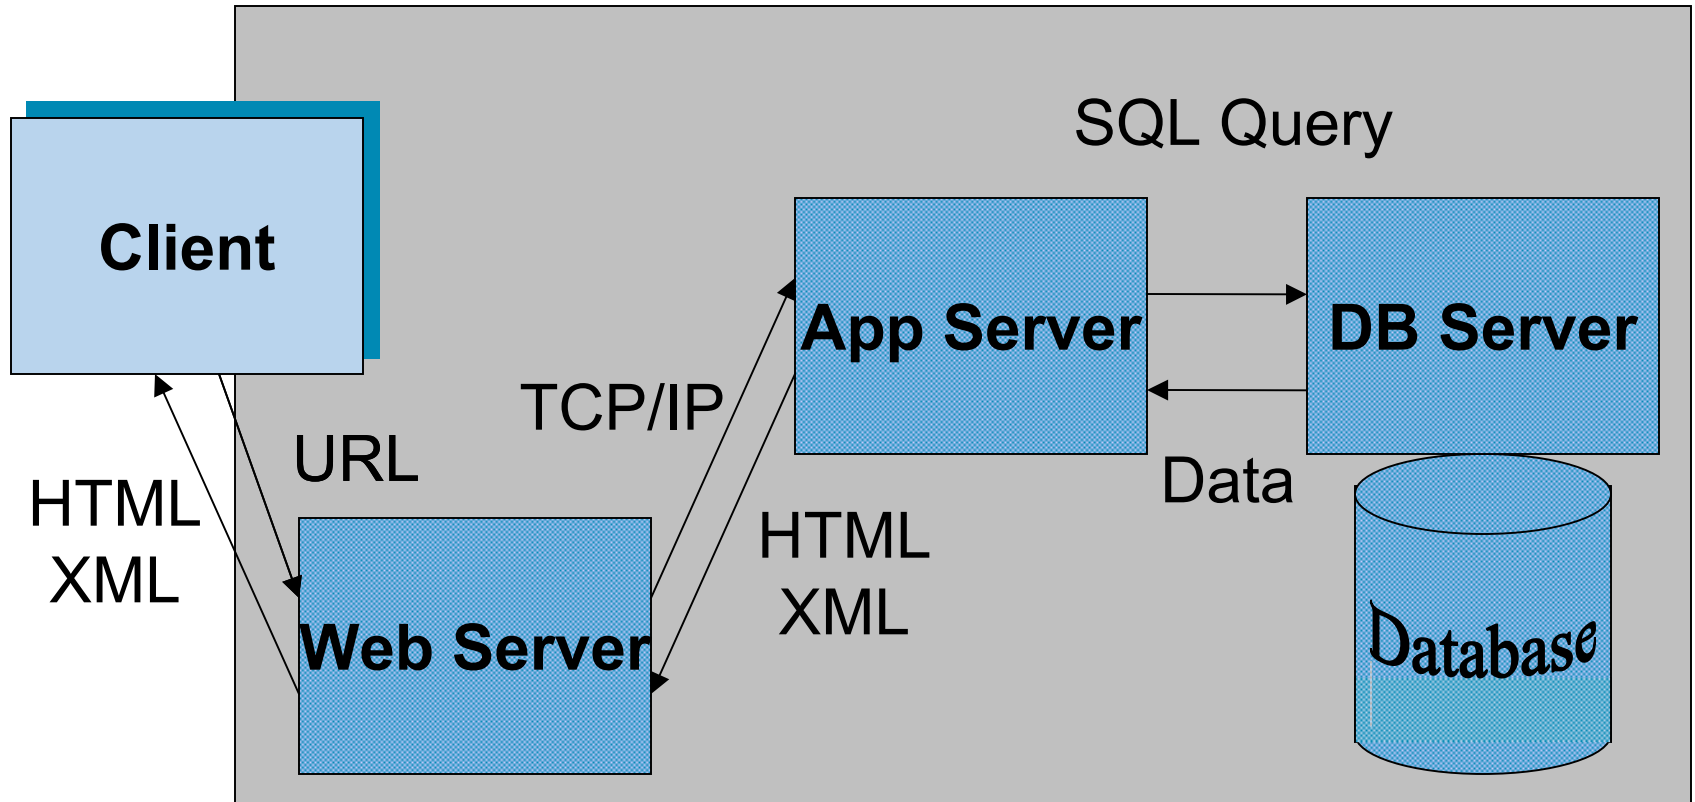 SQL Query
Client
App Server
DB Server
TCP/IP
URL
Data
HTML
XML
HTML
XML
Web Server
Database